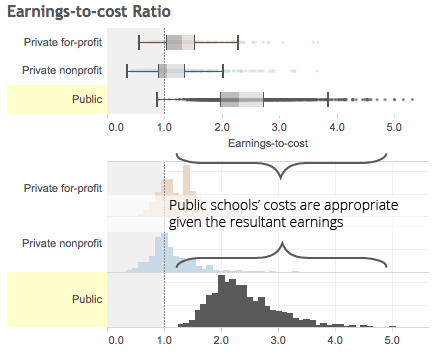 Earnings-to-cost Ratio
Private for-profit
Private nonprofit
Public
0.0 1.0 2.0 3.0 4.0 5.0
Earnings-to-cost
Private for-profit
Public schools' costs are appropriate
given the resultant earnings
Private nonprofit
Public
0.0 1.0 2.0 3.0 4.0 5.0